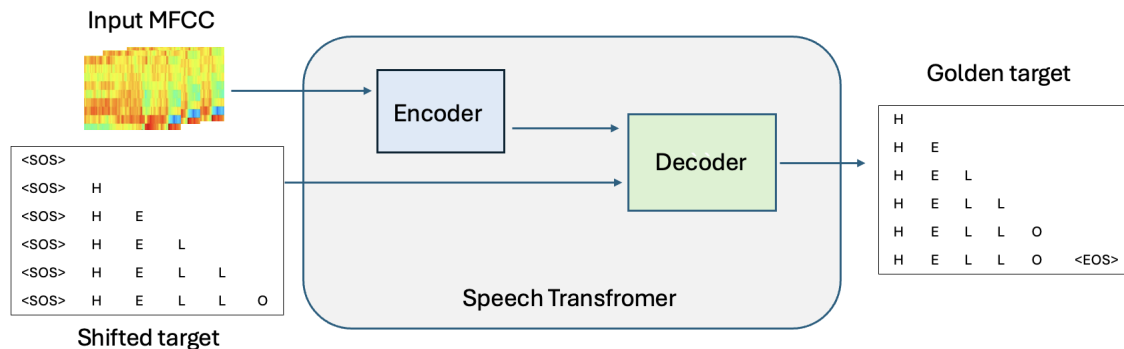 Input MFCC
<SOS>
<SOS> H
<SOS> H E
<SOS> H E L
<SOS> H E L L
<SOS> H E L L O
Shifted target
Encoder
Decoder
Speech Transfromer
Golden target
H
H E
H E L
H E L L
H E L L O
H E L L O <EOS>